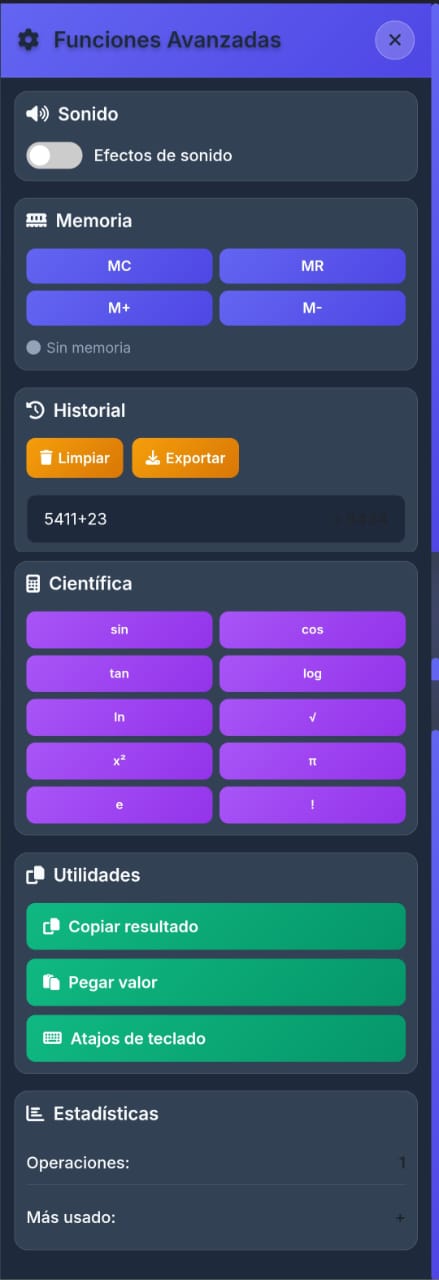 Funciones Avanzadas
Sonido
Efectos de sonido
Memoria
MC MR
M+ M-
Sin memoria
Historial
Limpiar Exportar
5411+23
Científica
sin cos
tan log
ln √
x² π
e !
Utilidades
Copiar resultado
Pegar valor
Atajos de teclado
Estadísticas
Operaciones: 1
Más usado: +